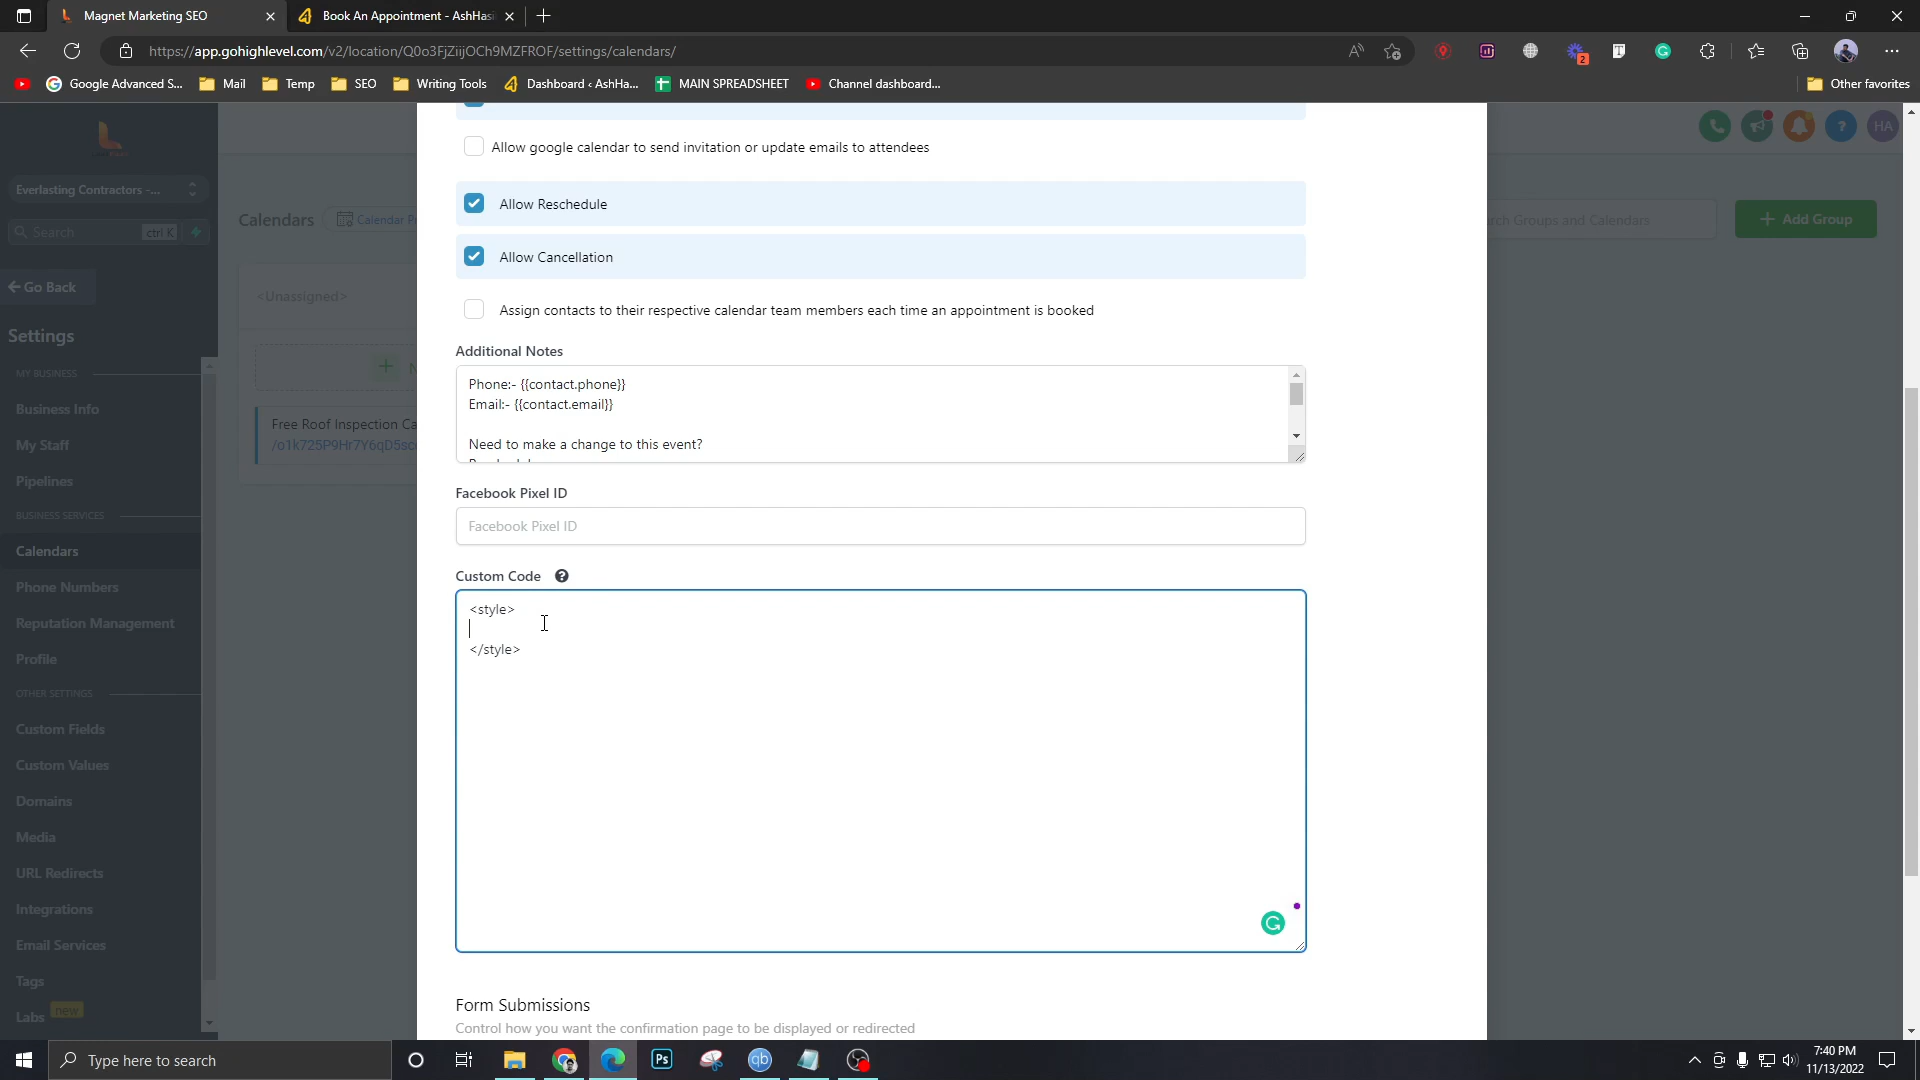 Magnet Marketing SEO
Book An Appointment - AshHasi
https://app.gohighlevel.com/v2/location/Q0o3FjZiijOCh9MZFROF/settings/calendars/
2
Google Advanced S...
Mail
Temp
SEO
Writing Tools
Dashboard ‹ AshHa...
MAIN SPREADSHEET
Channel dashboard...
Other favorites
HA
Everlasting Contractors -...
Search
ctrl K
Go Back
Settings
MY BUSINESS
Business Info
My Staff
Pipelines
BUSINESS SERVICES
Calendars
Phone Numbers
Reputation Management
Profile
OTHER SETTINGS
Custom Fields
Custom Values
Domains
Media
URL Redirects
Integrations
Email Services
Tags
Labs new
Calendars
Calendar Pr
Search Groups and Calendars
+ Add Group
<Unassigned>
Free Roof Inspection Ca
/o1k725P9Hr7Y6qD5sc
Allow google calendar to send invitation or update emails to attendees
Allow Reschedule
Allow Cancellation
Assign contacts to their respective calendar team members each time an appointment is booked
Additional Notes
Phone:- {{contact.phone}}
Email:- {{contact.email}}
Need to make a change to this event?
Facebook Pixel ID
Facebook Pixel ID
Custom Code ?
<style>
</style>
Form Submissions
Control how you want the confirmation page to be displayed or redirected
Type here to search
Ps
qb
7:40 PM
11/13/2022